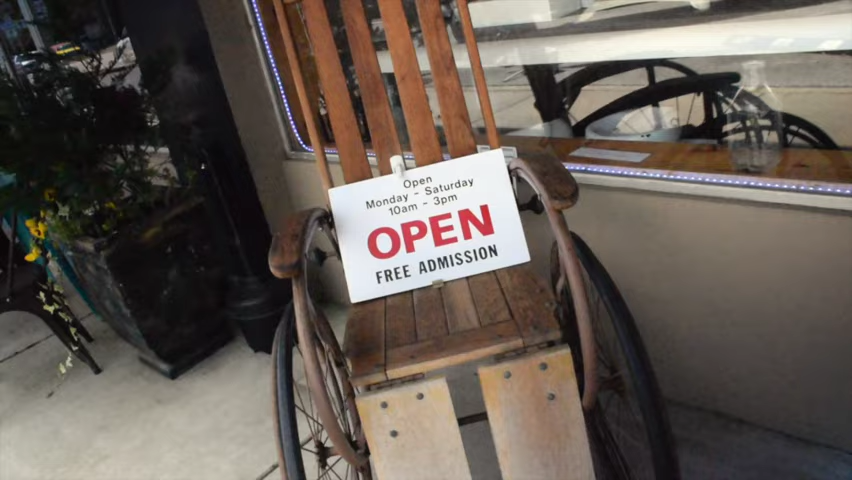 Open
Monday - Saturday
10am - 3pm
OPEN
FREE ADMISSION